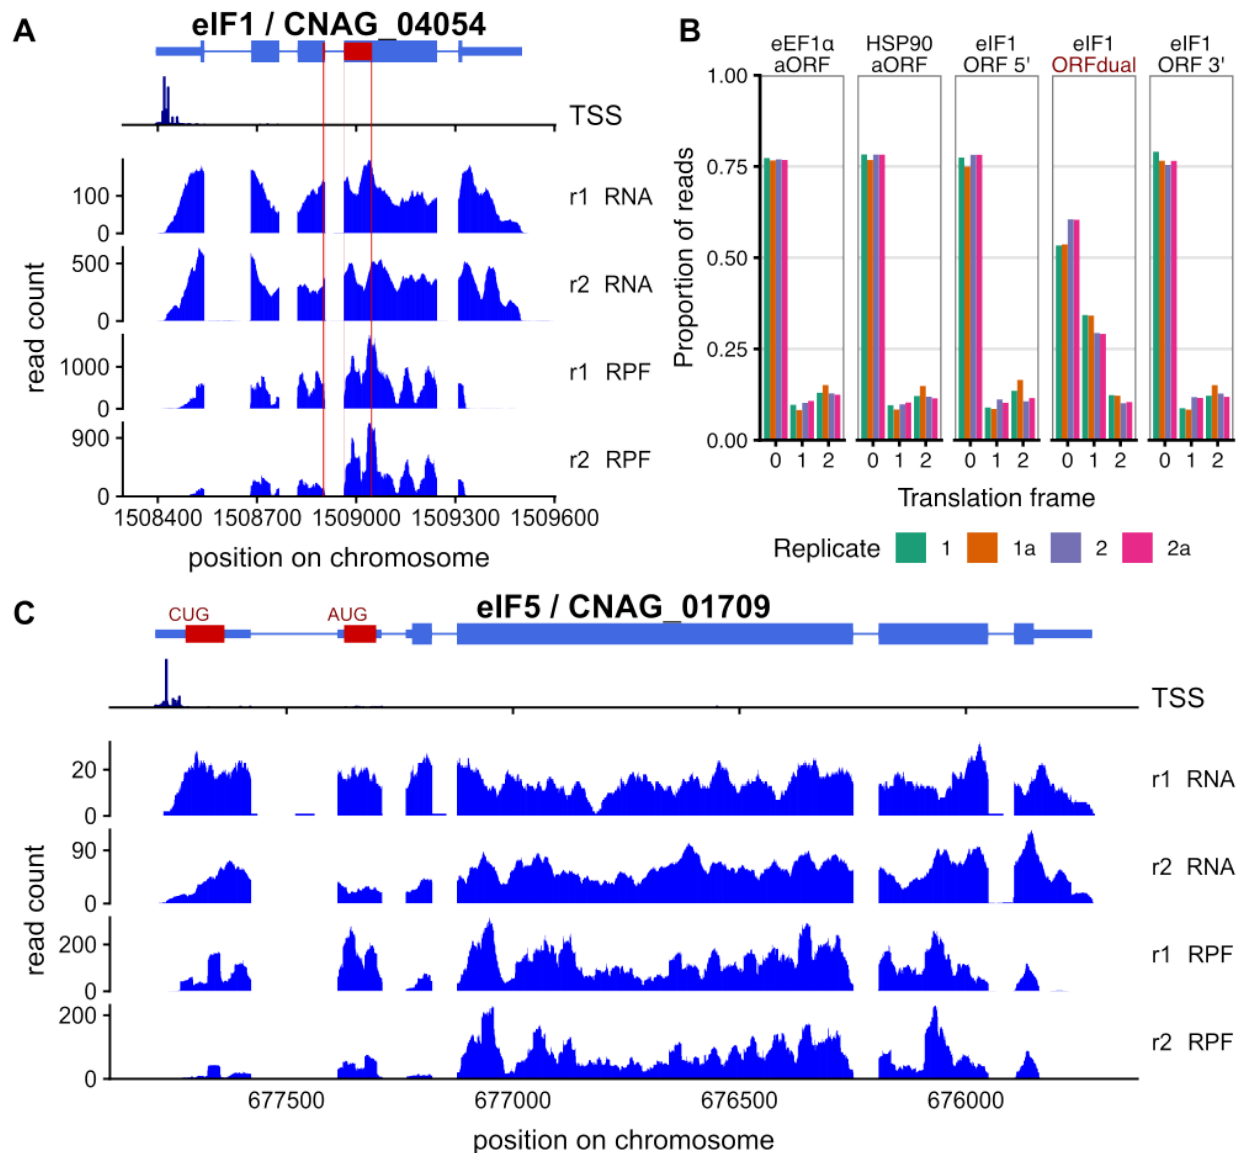 A
eIF1 / CNAG_04054
TSS
100
0
r1 RNA
500
0
r2 RNA
1000
0
r1 RPF
900
0
r2 RPF
read count
1508400 1508700 1509000 1509300 1509600
position on chromosome
B
eEF1α
aORF
HSP90
aORF
eIF1
ORF 5'
eIF1
ORFdual
eIF1
ORF 3'
1.00
0.75
0.50
0.25
0.00
Proportion of reads
0 1 2 0 1 2 0 1 2 0 1 2 0 1 2
Translation frame
Replicate 1 1a 2 2a
C
eIF5 / CNAG_01709
CUG
AUG
TSS
20
0
r1 RNA
90
0
r2 RNA
200
0
r1 RPF
200
0
r2 RPF
read count
677500 677000 676500 676000
position on chromosome